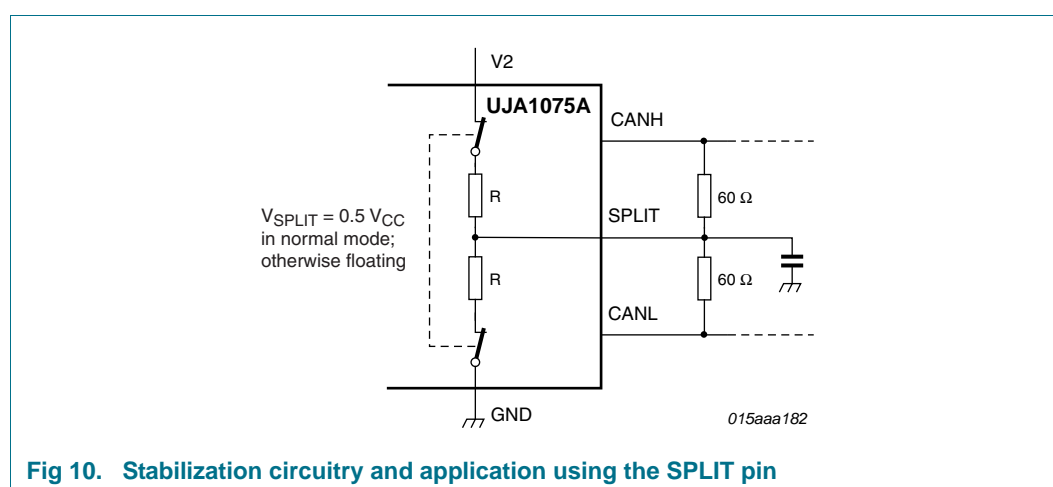 V2
UJA1075A
CANH
R
60 Ω
VSPLIT = 0.5 VCC
in normal mode;
otherwise floating
SPLIT
R
60 Ω
CANL
GND
015aaa182
Fig 10. Stabilization circuitry and application using the SPLIT pin